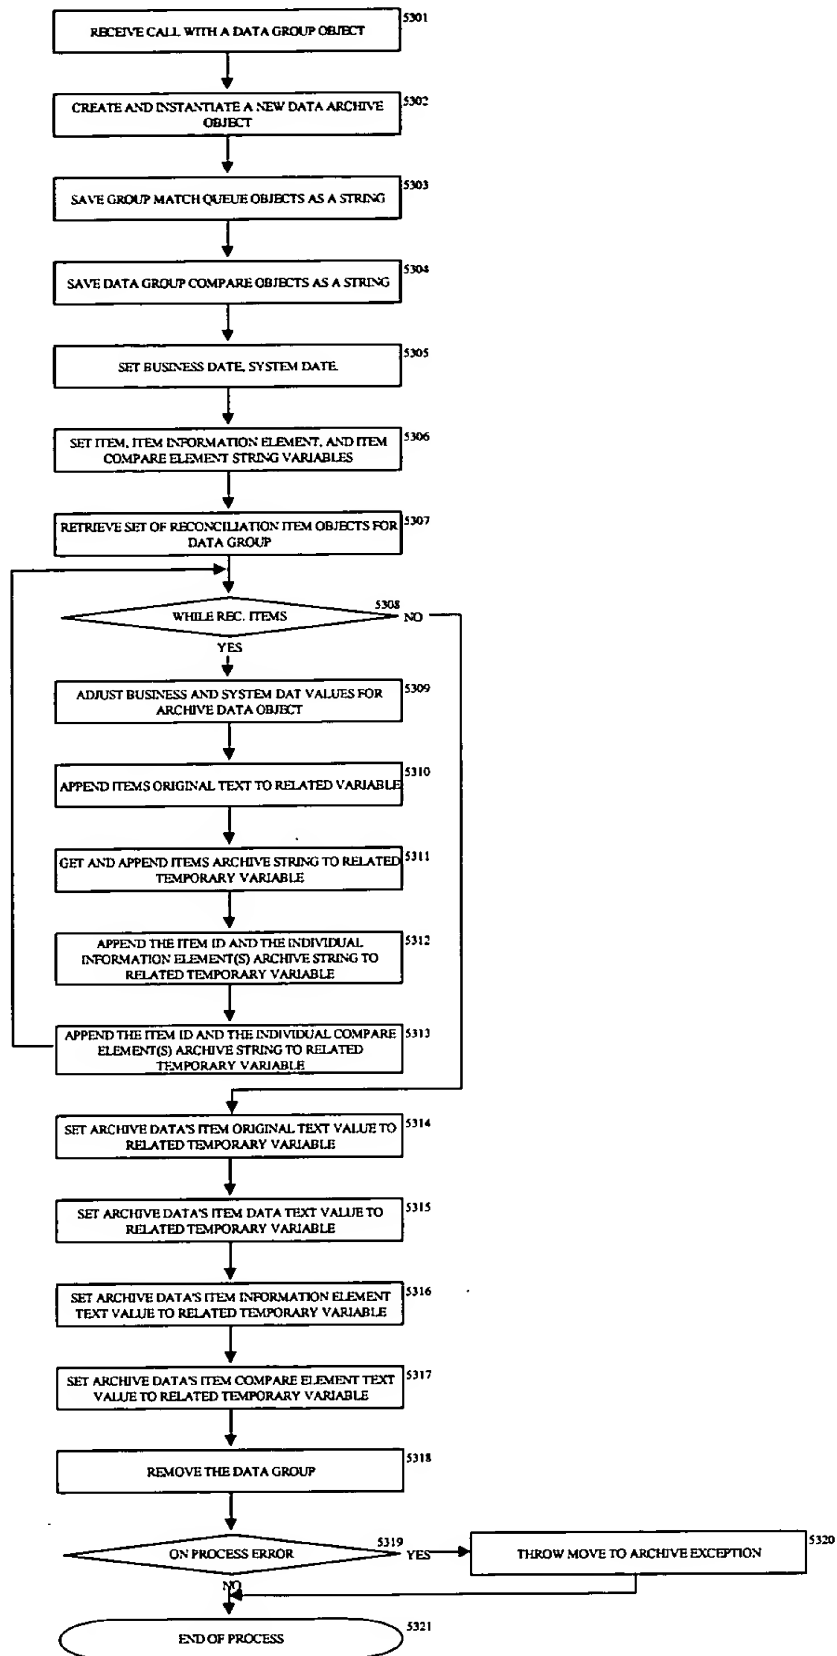 RECEIVE CALL WITH A DATA GROUP OBJECT
5301
CREATE AND INSTANTIATE A NEW DATA ARCHIVE
OBJECT
5302
SAVE GROUP MATCH QUEUE OBJECTS AS A STRING
5303
SAVE DATA GROUP COMPARE OBJECTS AS A STRING
5304
SET BUSINESS DATE, SYSTEM DATE.
5305
SET ITEM, ITEM INFORMATION ELEMENT, AND ITEM
COMPARE ELEMENT STRING VARIABLES
5306
RETRIEVE SET OF RECONCILIATION ITEM OBJECTS FOR
DATA GROUP
5307
WHILE REC. ITEMS
5308
NO
YES
ADJUST BUSINESS AND SYSTEM DAT VALUES FOR
ARCHIVE DATA OBJECT
5309
APPEND ITEMS ORIGINAL TEXT TO RELATED VARIABLE
5310
GET AND APPEND ITEMS ARCHIVE STRING TO RELATED
TEMPORARY VARIABLE
5311
APPEND THE ITEM ID AND THE INDIVIDUAL
INFORMATION ELEMENT(S) ARCHIVE STRING TO
RELATED TEMPORARY VARIABLE
5312
APPEND THE ITEM ID AND THE INDIVIDUAL COMPARE
ELEMENT(S) ARCHIVE STRING TO RELATED
TEMPORARY VARIABLE
5313
SET ARCHIVE DATA'S ITEM ORIGINAL TEXT VALUE TO
RELATED TEMPORARY VARIABLE
5314
SET ARCHIVE DATA'S ITEM DATA TEXT VALUE TO
RELATED TEMPORARY VARIABLE
5315
SET ARCHIVE DATA'S ITEM INFORMATION ELEMENT
TEXT VALUE TO RELATED TEMPORARY VARIABLE
5316
SET ARCHIVE DATA'S ITEM COMPARE ELEMENT TEXT
VALUE TO RELATED TEMPORARY VARIABLE
5317
REMOVE THE DATA GROUP
5318
ON PROCESS ERROR
5319
YES
THROW MOVE TO ARCHIVE EXCEPTION
5320
NO
END OF PROCESS
5321